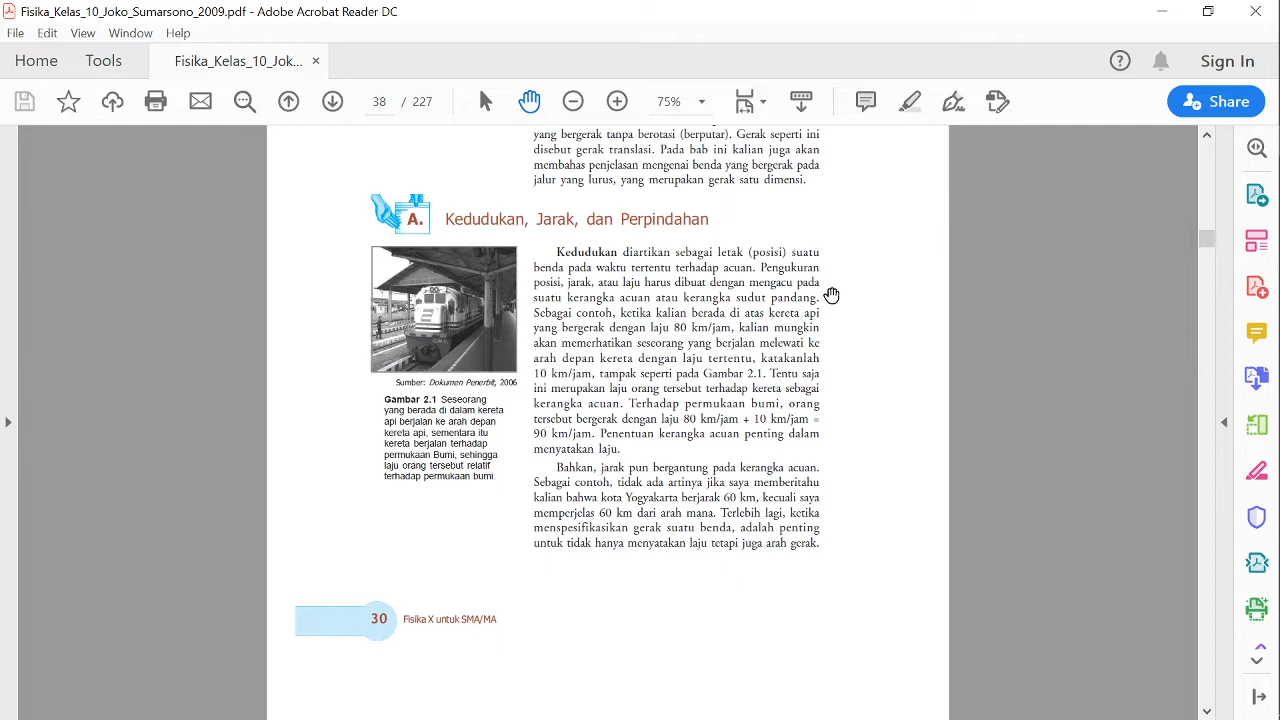 Fisika_Kelas_10_Joko_Sumarsono_2009.pdf - Adobe Acrobat Reader DC
File Edit View Window Help
Home Tools Fisika_Kelas_10_Jok... × Sign In
38 / 227 75% Share
yang bergerak tanpa berotasi (berputar). Gerak seperti ini
disebut gerak translasi. Pada bab ini kalian juga akan
membahas penjelasan mengenai benda yang bergerak pada
jalur yang lurus, yang merupakan gerak satu dimensi.
A. Kedudukan, Jarak, dan Perpindahan
Sumber: Dokumen Penerbit, 2006
Gambar 2.1 Seseorang
yang berada di dalam kereta
api berjalan ke arah depan
kereta api, sementara itu
kereta berjalan terhadap
permukaan Bumi, sehingga
laju orang tersebut relatif
terhadap permukaan bumi.
Kedudukan diartikan sebagai letak (posisi) suatu
benda pada waktu tertentu terhadap acuan. Pengukuran
posisi, jarak, atau laju harus dibuat dengan mengacu pada
suatu kerangka acuan atau kerangka sudut pandang.
Sebagai contoh, ketika kalian berada di atas kereta api
yang bergerak dengan laju 80 km/jam, kalian mungkin
akan memerhatikan seseorang yang berjalan melewati ke
arah depan kereta dengan laju tertentu, katakanlah
10 km/jam, tampak seperti pada Gambar 2.1. Tentu saja
ini merupakan laju orang tersebut terhadap kereta sebagai
kerangka acuan. Terhadap permukaan bumi, orang
tersebut bergerak dengan laju 80 km/jam + 10 km/jam =
90 km/jam. Penentuan kerangka acuan penting dalam
menyatakan laju.
Bahkan, jarak pun bergantung pada kerangka acuan.
Sebagai contoh, tidak ada artinya jika saya memberitahu
kalian bahwa kota Yogyakarta berjarak 60 km, kecuali saya
memperjelas 60 km dari arah mana. Terlebih lagi, ketika
menspesifikasikan gerak suatu benda, adalah penting
untuk tidak hanya menyatakan laju tetapi juga arah gerak.
30 Fisika X untuk SMA/MA